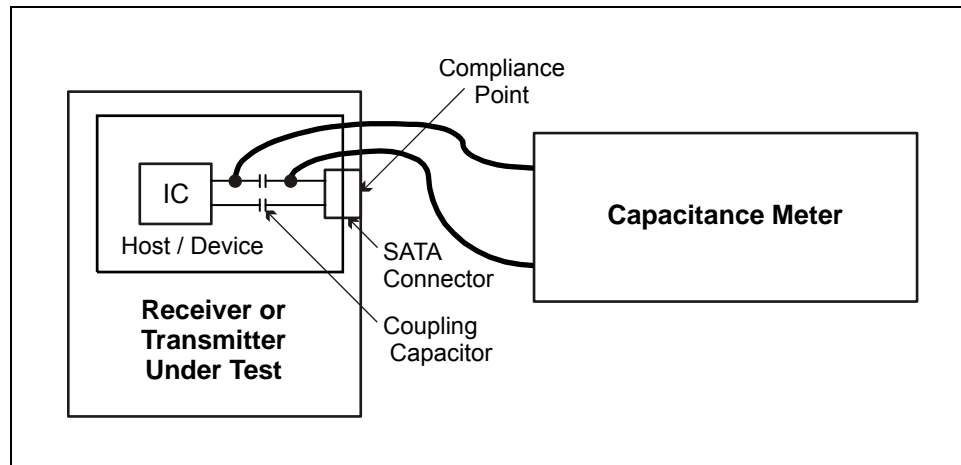 Compliance
Point
IC
Host / Device
SATA
Connector
Receiver or
Transmitter
Under Test
Coupling
Capacitor
Capacitance Meter